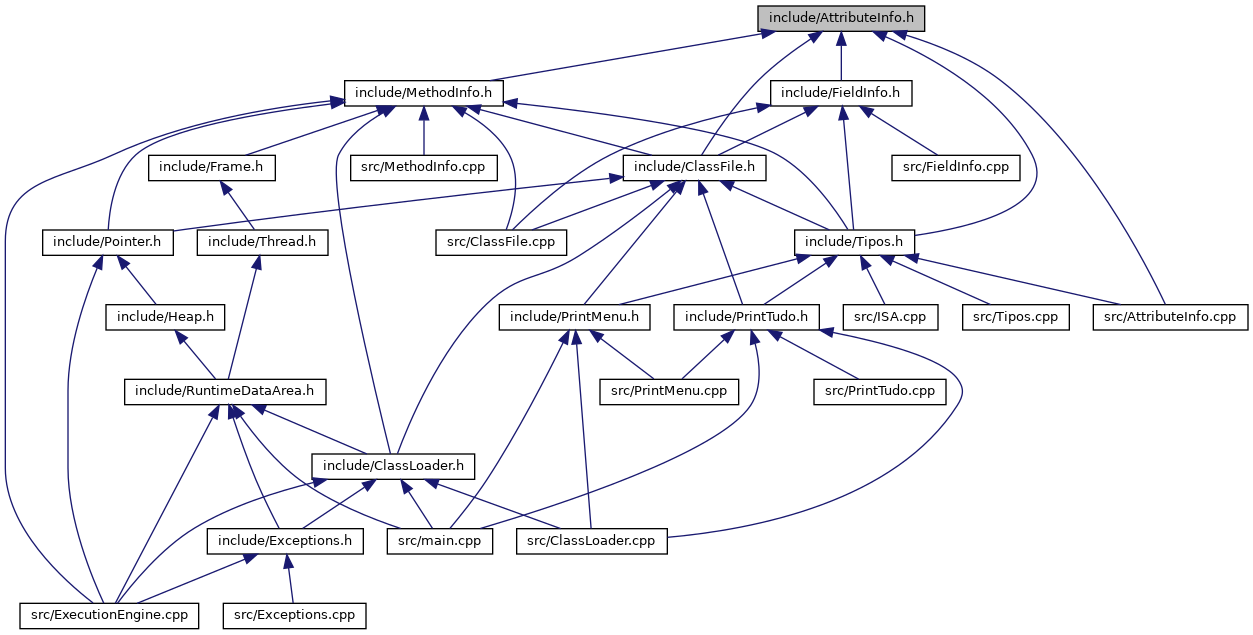 include/AttributeInfo.h
include/MethodInfo.h
include/FieldInfo.h
include/Frame.h
src/MethodInfo.cpp
include/ClassFile.h
src/FieldInfo.cpp
include/Pointer.h
include/Thread.h
src/ClassFile.cpp
include/Tipos.h
include/Heap.h
include/PrintMenu.h
include/PrintTudo.h
src/ISA.cpp
src/Tipos.cpp
src/AttributeInfo.cpp
include/RuntimeDataArea.h
src/PrintMenu.cpp
src/PrintTudo.cpp
include/ClassLoader.h
include/Exceptions.h
src/main.cpp
src/ClassLoader.cpp
src/ExecutionEngine.cpp
src/Exceptions.cpp